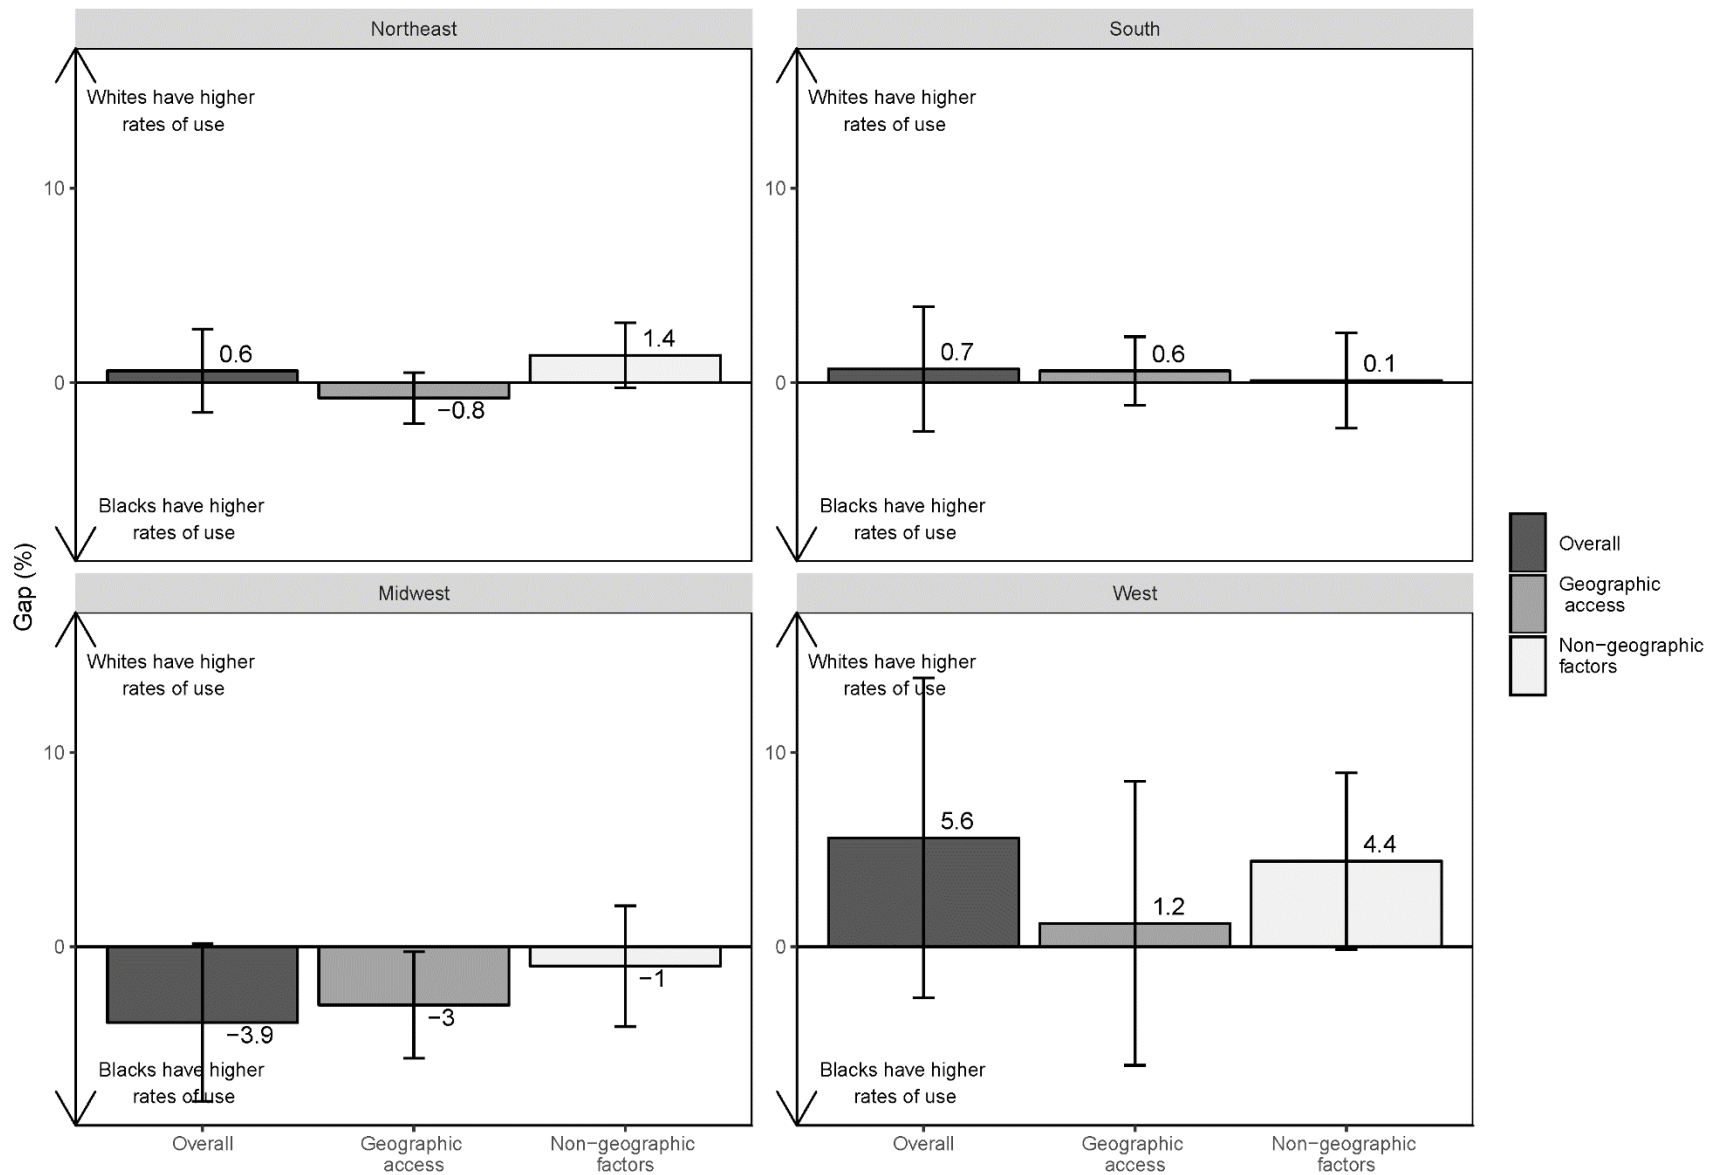 Northeast
South
Whites have higher
rates of use
Whites have higher
rates of use
10
10
0.6
−0.8
1.4
0.7
0.6
0.1
0
0
Blacks have higher
rates of use
Blacks have higher
rates of use
Gap (%)
Midwest
West
Whites have higher
rates of use
Whites have higher
rates of use
10
10
5.6
1.2
4.4
0
0
−3.9
−3
−1
Blacks have higher
rates of use
Blacks have higher
rates of use
Overall
Geographic
access
Non−geographic
factors
Overall
Geographic
access
Non−geographic
factors
Overall
Geographic
access
Non−geographic
factors